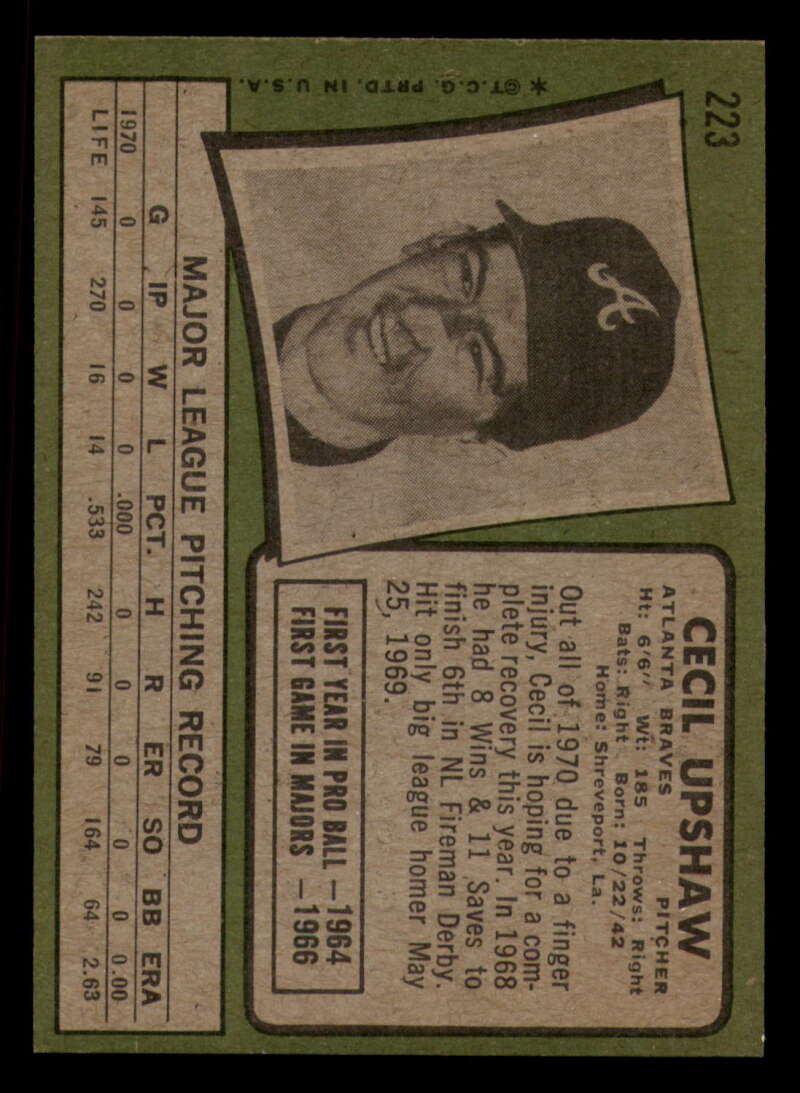 223
* ©T.C.G. PRTD. IN U.S.A.
A
CECIL UPSHAW
ATLANTA BRAVES PITCHER
Ht: 6'6" Wt: 185 Throws: Right
Bats: Right Born: 10/22/42
Home: Shreveport, La.
Out all of 1970 due to a finger
injury, Cecil is hoping for a com-
plete recovery this year. In 1968
he had 8 Wins & 11 Saves to
finish 6th in NL Fireman Derby.
Hit only big league homer May
25, 1969.
FIRST YEAR IN PRO BALL —1964
FIRST GAME IN MAJORS —1966
MAJOR LEAGUE PITCHING RECORD
G IP W L PCT. H R ER SO BB ERA
1970 0 0 0 0 .000 0 0 0 0 0 0.00
LIFE 145 270 16 14 .533 242 91 79 164 64 2.63